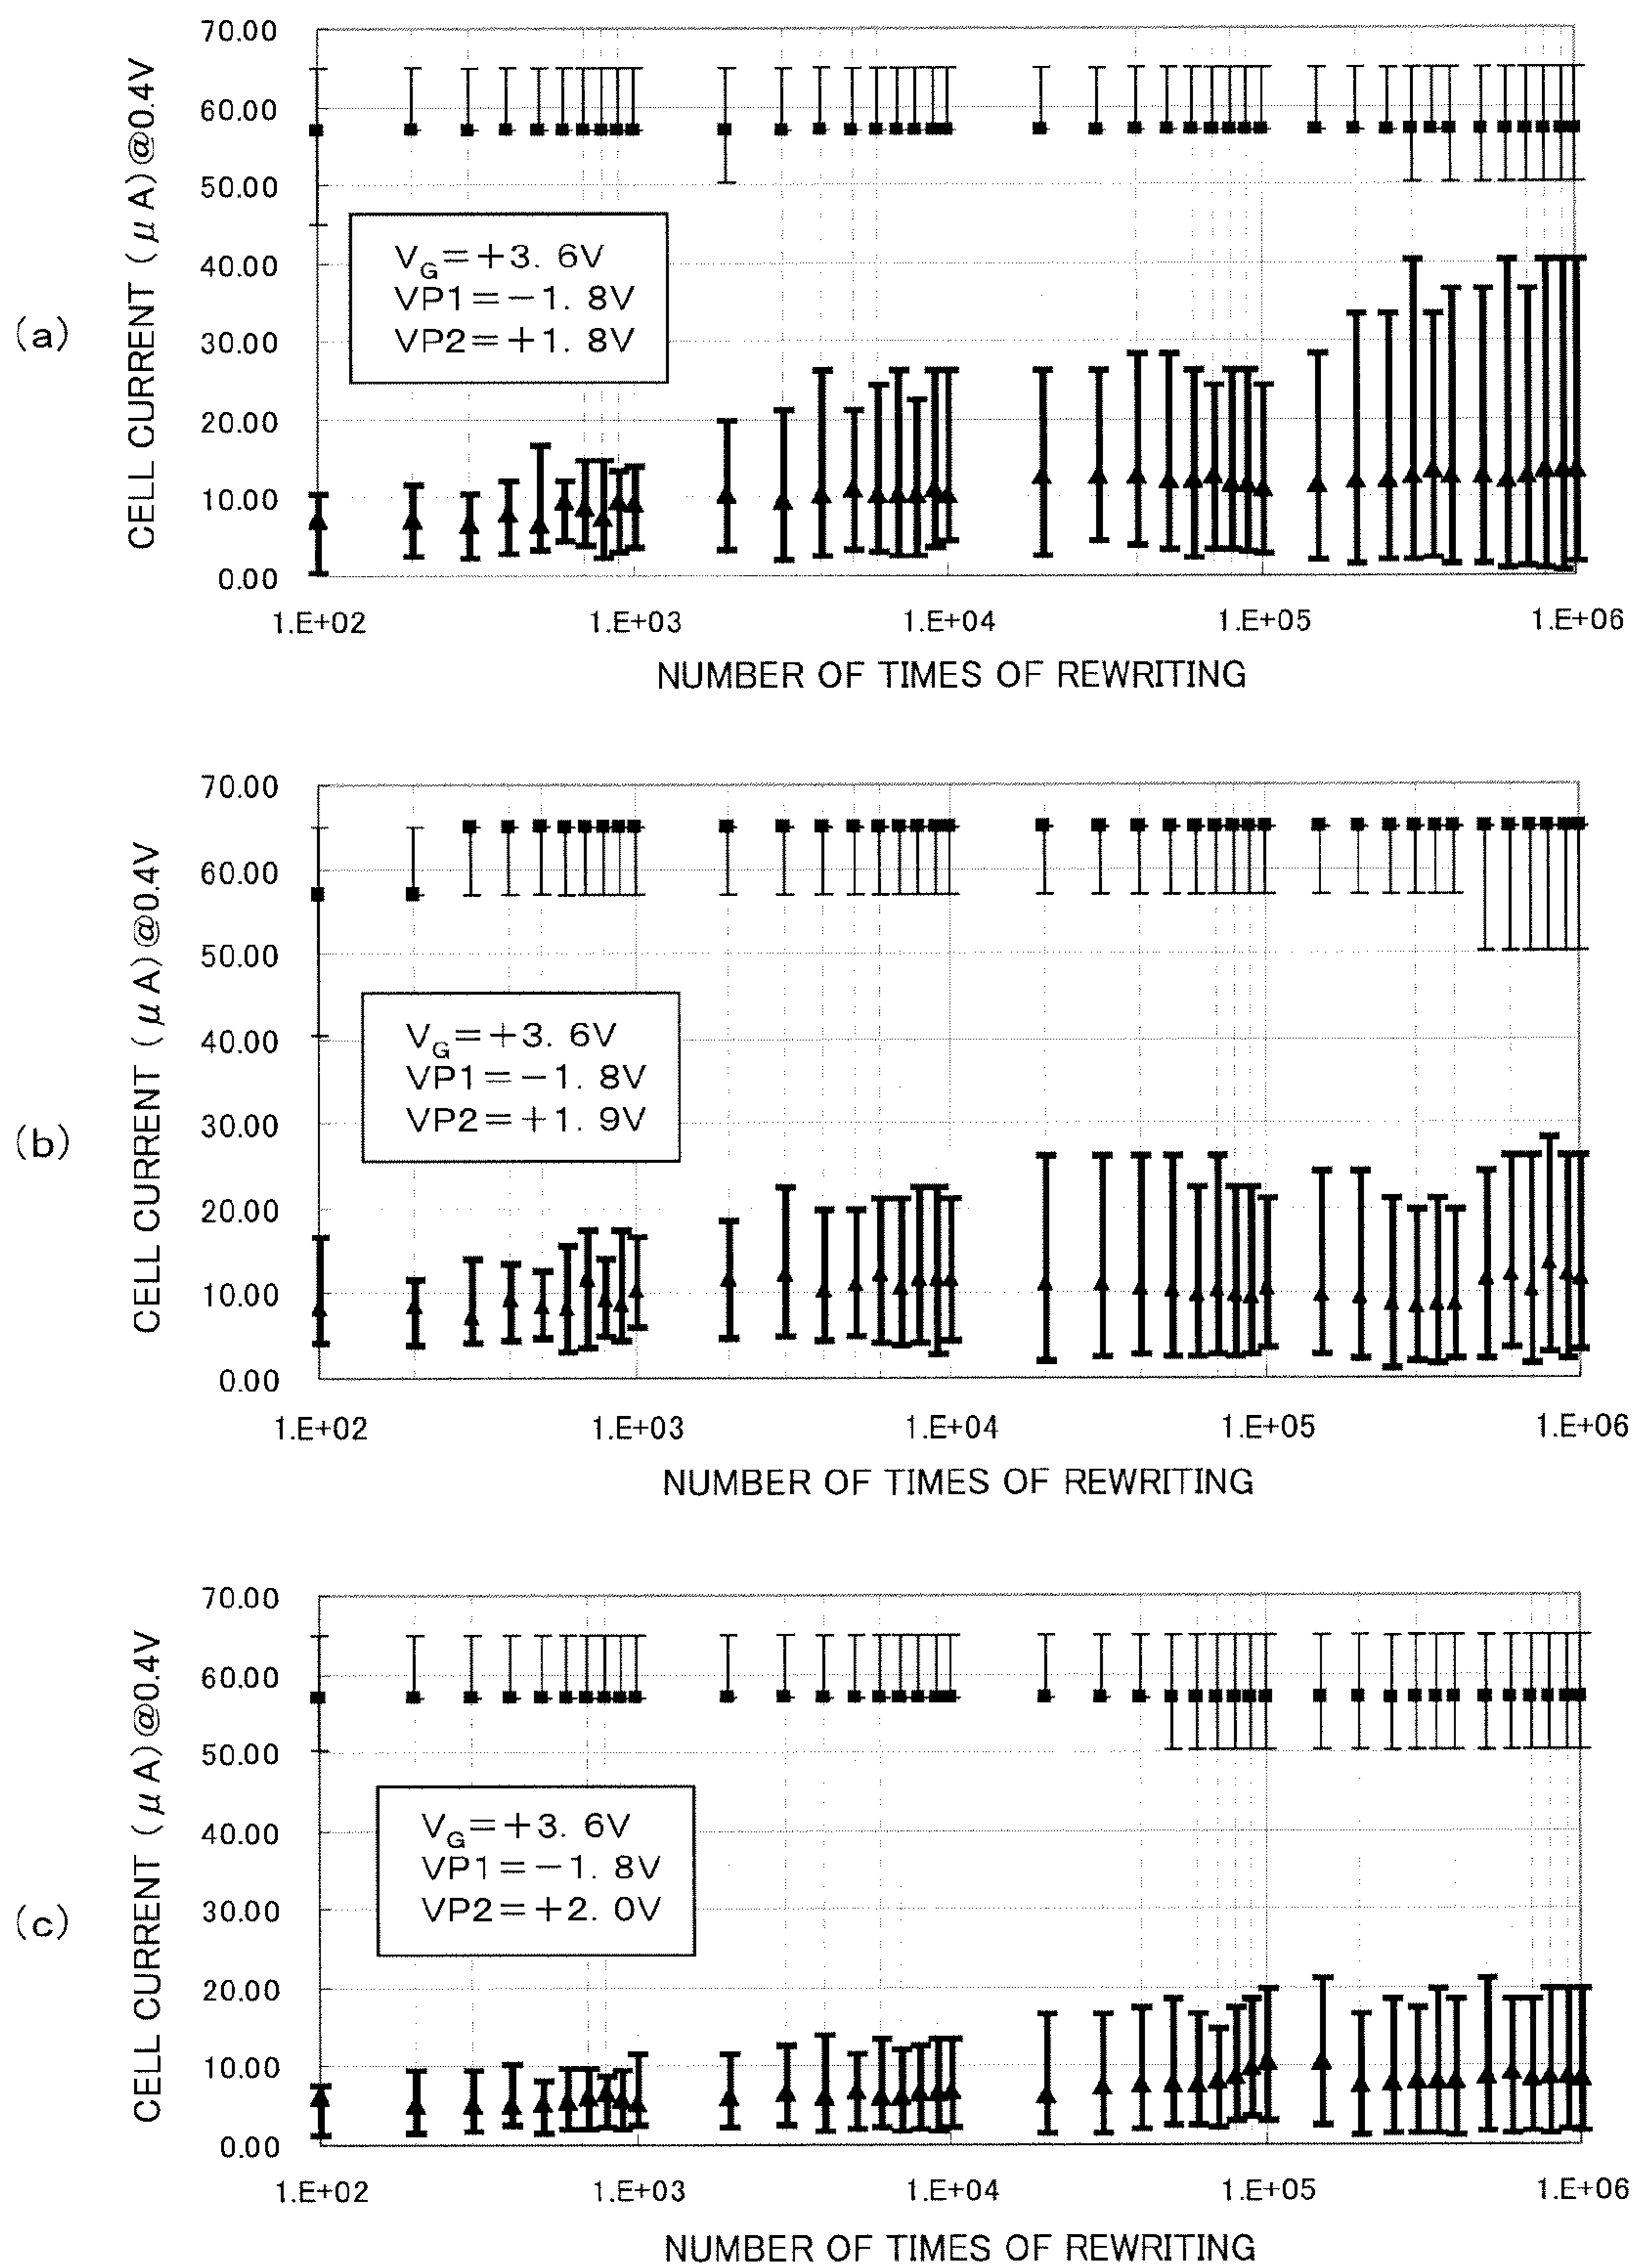 (a)
CELL CURRENT (μA)@0.4V
70.00
60.00
50.00
40.00
30.00
20.00
10.00
0.00
V_G=+3.6V
VP1=-1.8V
VP2=+1.8V
1.E+02 1.E+03 1.E+04 1.E+05 1.E+06
NUMBER OF TIMES OF REWRITING
(b)
CELL CURRENT (μA)@0.4V
70.00
60.00
50.00
40.00
30.00
20.00
10.00
0.00
V_G=+3.6V
VP1=-1.8V
VP2=+1.9V
1.E+02 1.E+03 1.E+04 1.E+05 1.E+06
NUMBER OF TIMES OF REWRITING
(c)
CELL CURRENT (μA)@0.4V
70.00
60.00
50.00
40.00
30.00
20.00
10.00
0.00
V_G=+3.6V
VP1=-1.8V
VP2=+2.0V
1.E+02 1.E+03 1.E+04 1.E+05 1.E+06
NUMBER OF TIMES OF REWRITING